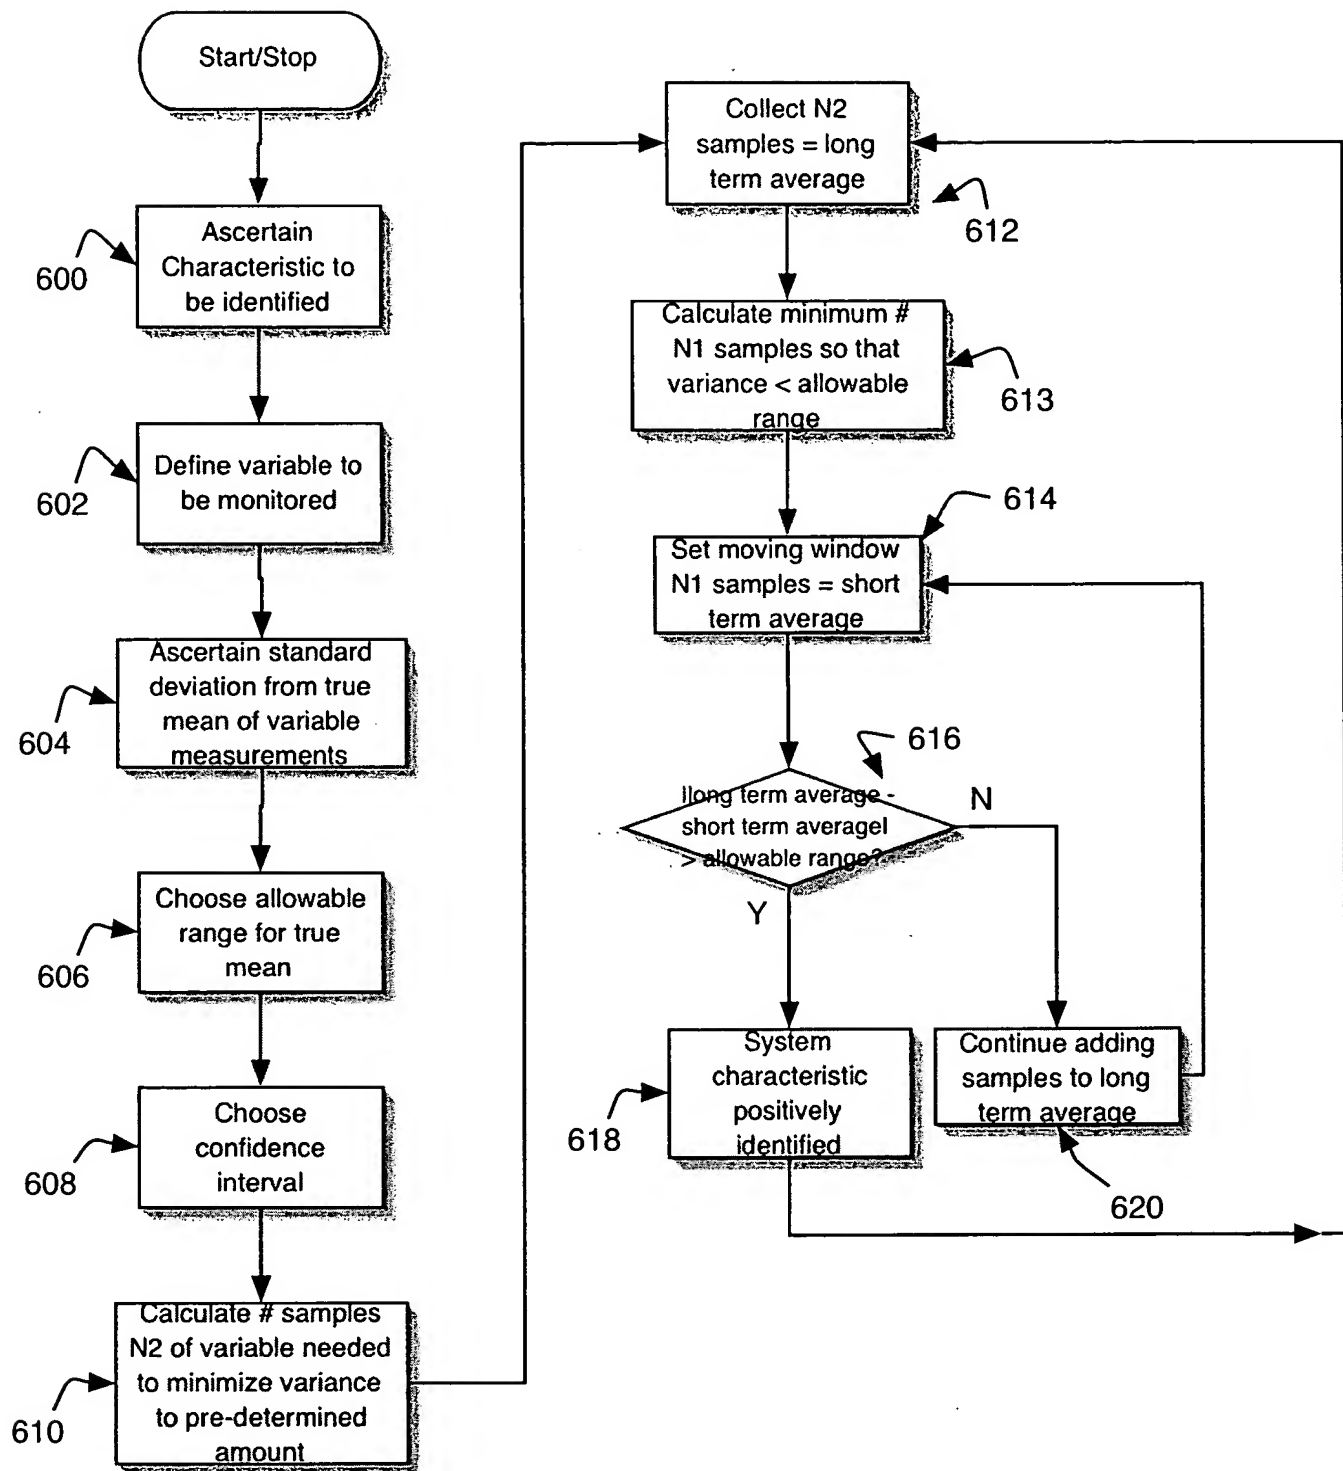 Start/Stop
Ascertain
Characteristic to
be identified
600
Define variable to
be monitored
602
Ascertain standard
deviation from true
mean of variable
measurements
604
Choose allowable
range for true
mean
606
Choose
confidence
interval
608
Calculate # samples
N2 of variable needed
to minimize variance
to pre-determined
amount
610
Collect N2
samples = long
term average
612
Calculate minimum #
N1 samples so that
variance < allowable
range
613
614
Set moving window
N1 samples = short
term average
616
|long term average -
short term average|
> allowable range?
N
Y
System
characteristic
positively
identified
618
Continue adding
samples to long
term average
620